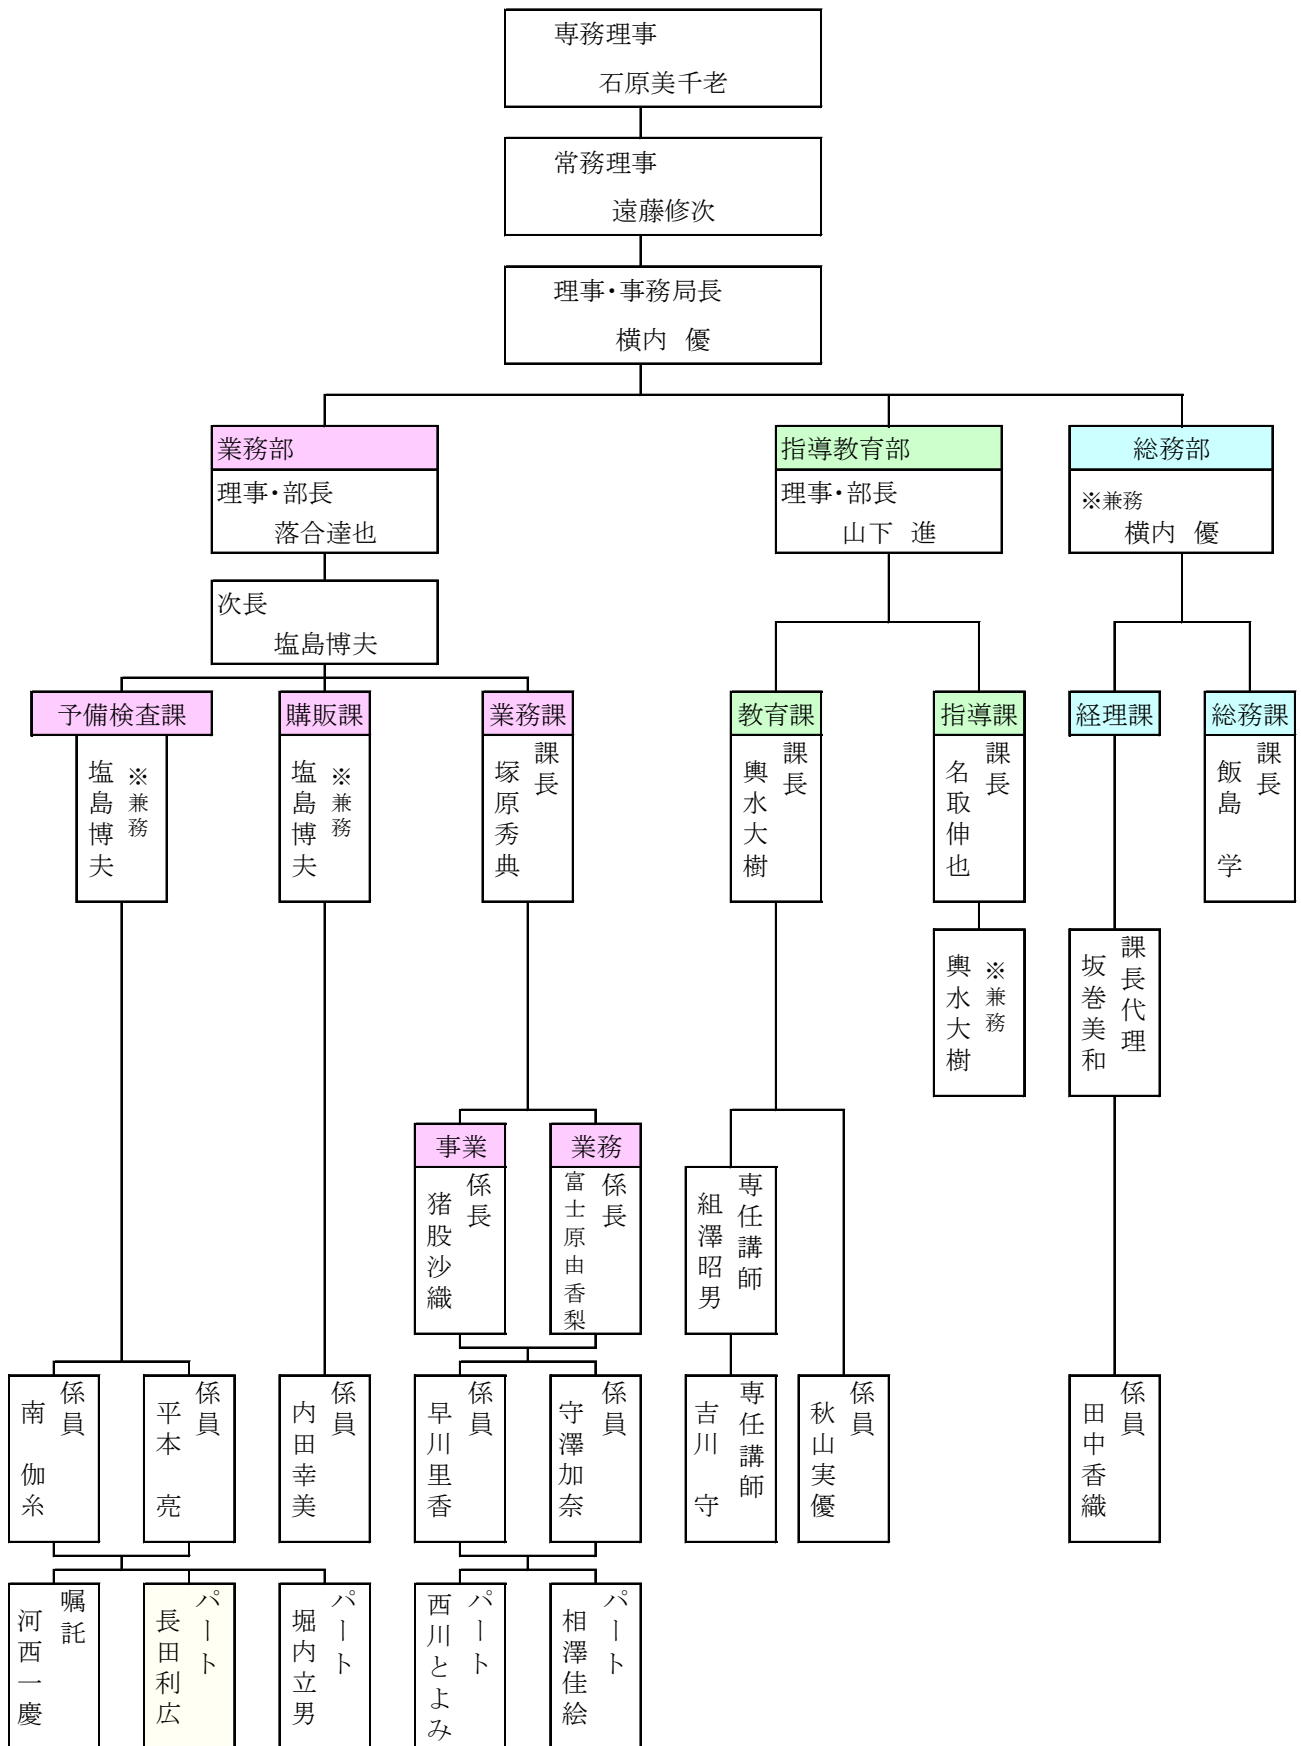 専務理事
石原美千老
常務理事
遠藤修次
理事・事務局長
横内 優
業務部
理事・部長
落合達也
次長
塩島博夫
指導教育部
理事・部長
山下 進
総務部
※兼務
横内 優
予備検査課
※兼務
塩島博夫
購販課
※兼務
塩島博夫
業務課
課長
塚原秀典
教育課
課長
輿水大樹
指導課
課長
名取伸也
※兼務
輿水大樹
経理課
課長代理
坂巻美和
総務課
課長
飯島 学
事業
係長
猪股沙織
業務
係長
富士原由香梨
専任講師
組澤昭男
係員
南 伽糸
係員
平本 亮
係員
内田幸美
係員
早川里香
係員
守澤加奈
専任講師
吉川 守
係員
秋山実優
係員
田中香織
嘱託
河西一慶
パート
長田利広
パート
堀内立男
パート
西川とよみ
パート
相澤佳絵